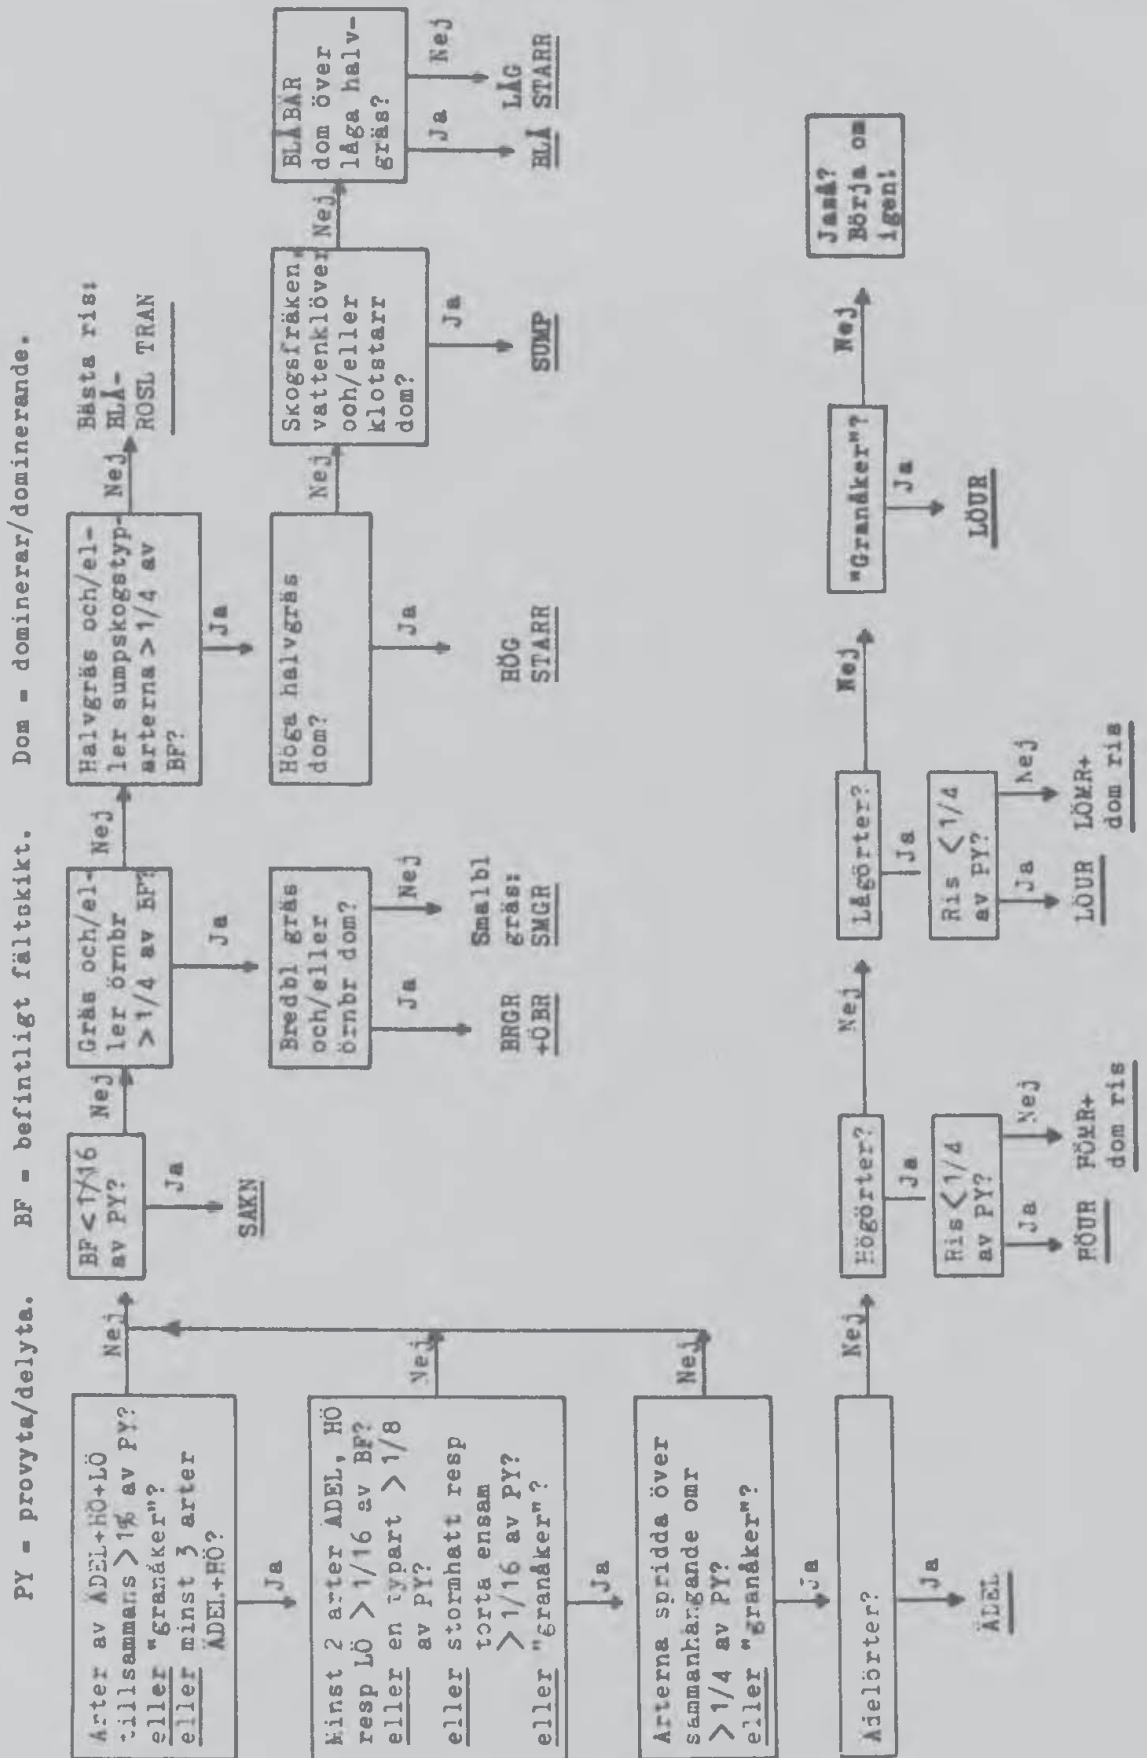 PY = provyta/delyta.    BF = befintligt fältskikt.    Dom = dominerar/dominerande.
Arter av ÄDEL+HÖ+LÖ
tillsammans >1% av PY?
eller "granåker"?
eller minst 3 arter
ÄDEL+HÖ?
Nej
Ja
BF<1/16
av PY?
Nej
Ja
SAKN
Gräs och/el-
ler örnbr
>1/4 av BF?
Nej
Ja
Halvgräs och/el-
ler sumpskogstyp-
arterna >1/4 av
BF?
Nej
Ja
Bästa ris:
BLÅ-
ROSL TRAN
Bredbl gräs
och/eller
örnbr dom?
Ja
Nej
BRGR
+ÖBR
Smalbl
gräs:
SMGR
Höga halvgräs
dom?
Nej
Ja
HÖG
STARR
Skogsfräken,
vattenklöver
och/eller
klotstarr
dom?
Nej
Ja
SUMP
BLÅBÄR
dom över
låga halv-
gräs?
Ja
Nej
BLÅ
LÅG
STARR
Minst 2 arter ÄDEL, HÖ
resp LÖ >1/16 av BF?
eller en typart >1/8
av PY?
eller stormhatt resp
torta ensam
>1/16 av PY?
eller "granåker"?
Nej
Ja
Arterna spridda över
sammanhängande omr
>1/4 av PY?
eller "granåker"?
Nej
Ja
Ädelörter?
Nej
Ja
ÄDEL
Högörter?
Nej
Ja
Ris <1/4
av PY?
Ja
Nej
HÖUR
HÖMR+
dom ris
Lågörter?
Nej
Ja
Ris <1/4
av PY?
Ja
Nej
LÖUR
LÖMR+
dom ris
"Granåker"?
Nej
Ja
LÖUR
Jaså?
Börja om
igen!